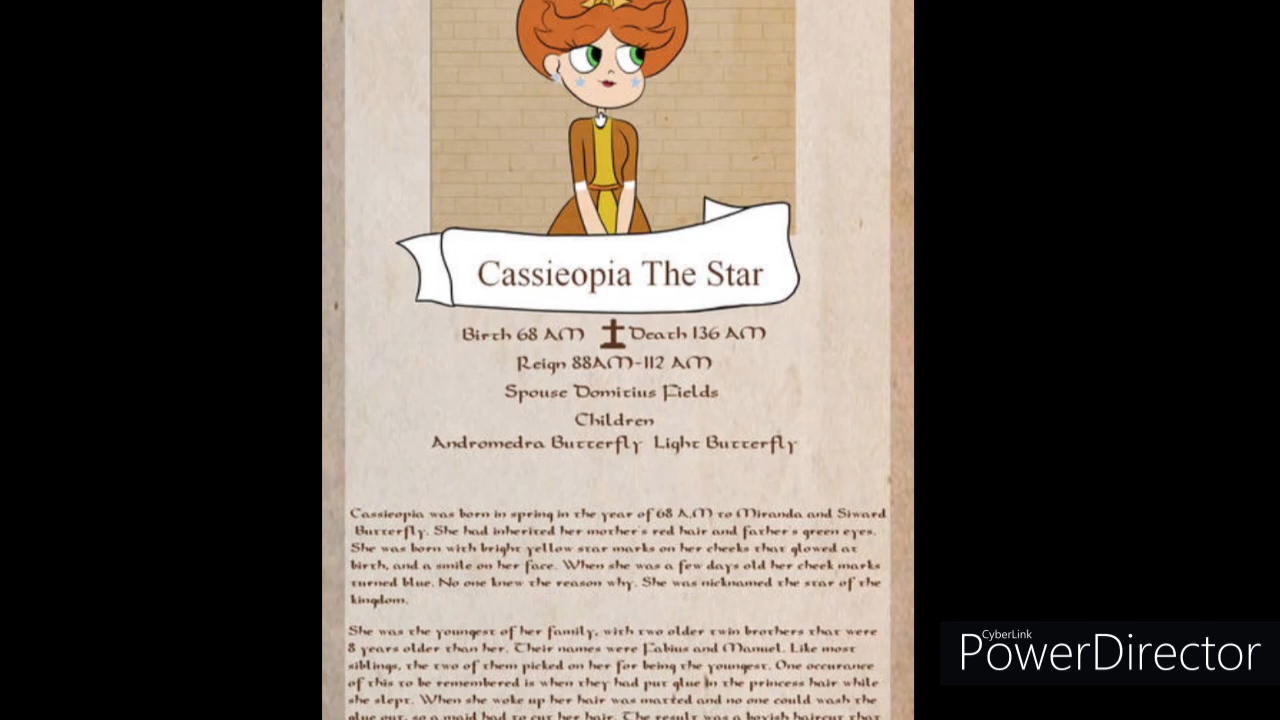 Cassieopia The Star
Birth 68 AM Death 136 AM
Reign 88AM-112 AM
Spouse Domitius Fields
Children
Andromedra Butterfly Light Butterfly
Cassieopia was born in spring in the year of 68 A.M to Miranda and Siward
Butterfly. She had inherited her mother's red hair and father's green eyes.
She was born with bright yellow star marks on her cheeks that glowed at
birth, and a smile on her face. When she was a few days old her cheek marks
turned blue. No one knew the reason why. She was nicknamed the star of the
kingdom.
She was the youngest of her family, with two older twin brothers that were
8 years older than her. Their names were Fabius and Manuel. Like most
siblings, the two of them picked on her for being the youngest. One occurance
of this to be remembered is when they had put glue in the princess hair while
she slept. When she woke up her hair was matted and no one could wash the
glue out, so a maid had to cut her hair. The result was a boyish haircut that
CyberLink
PowerDirector